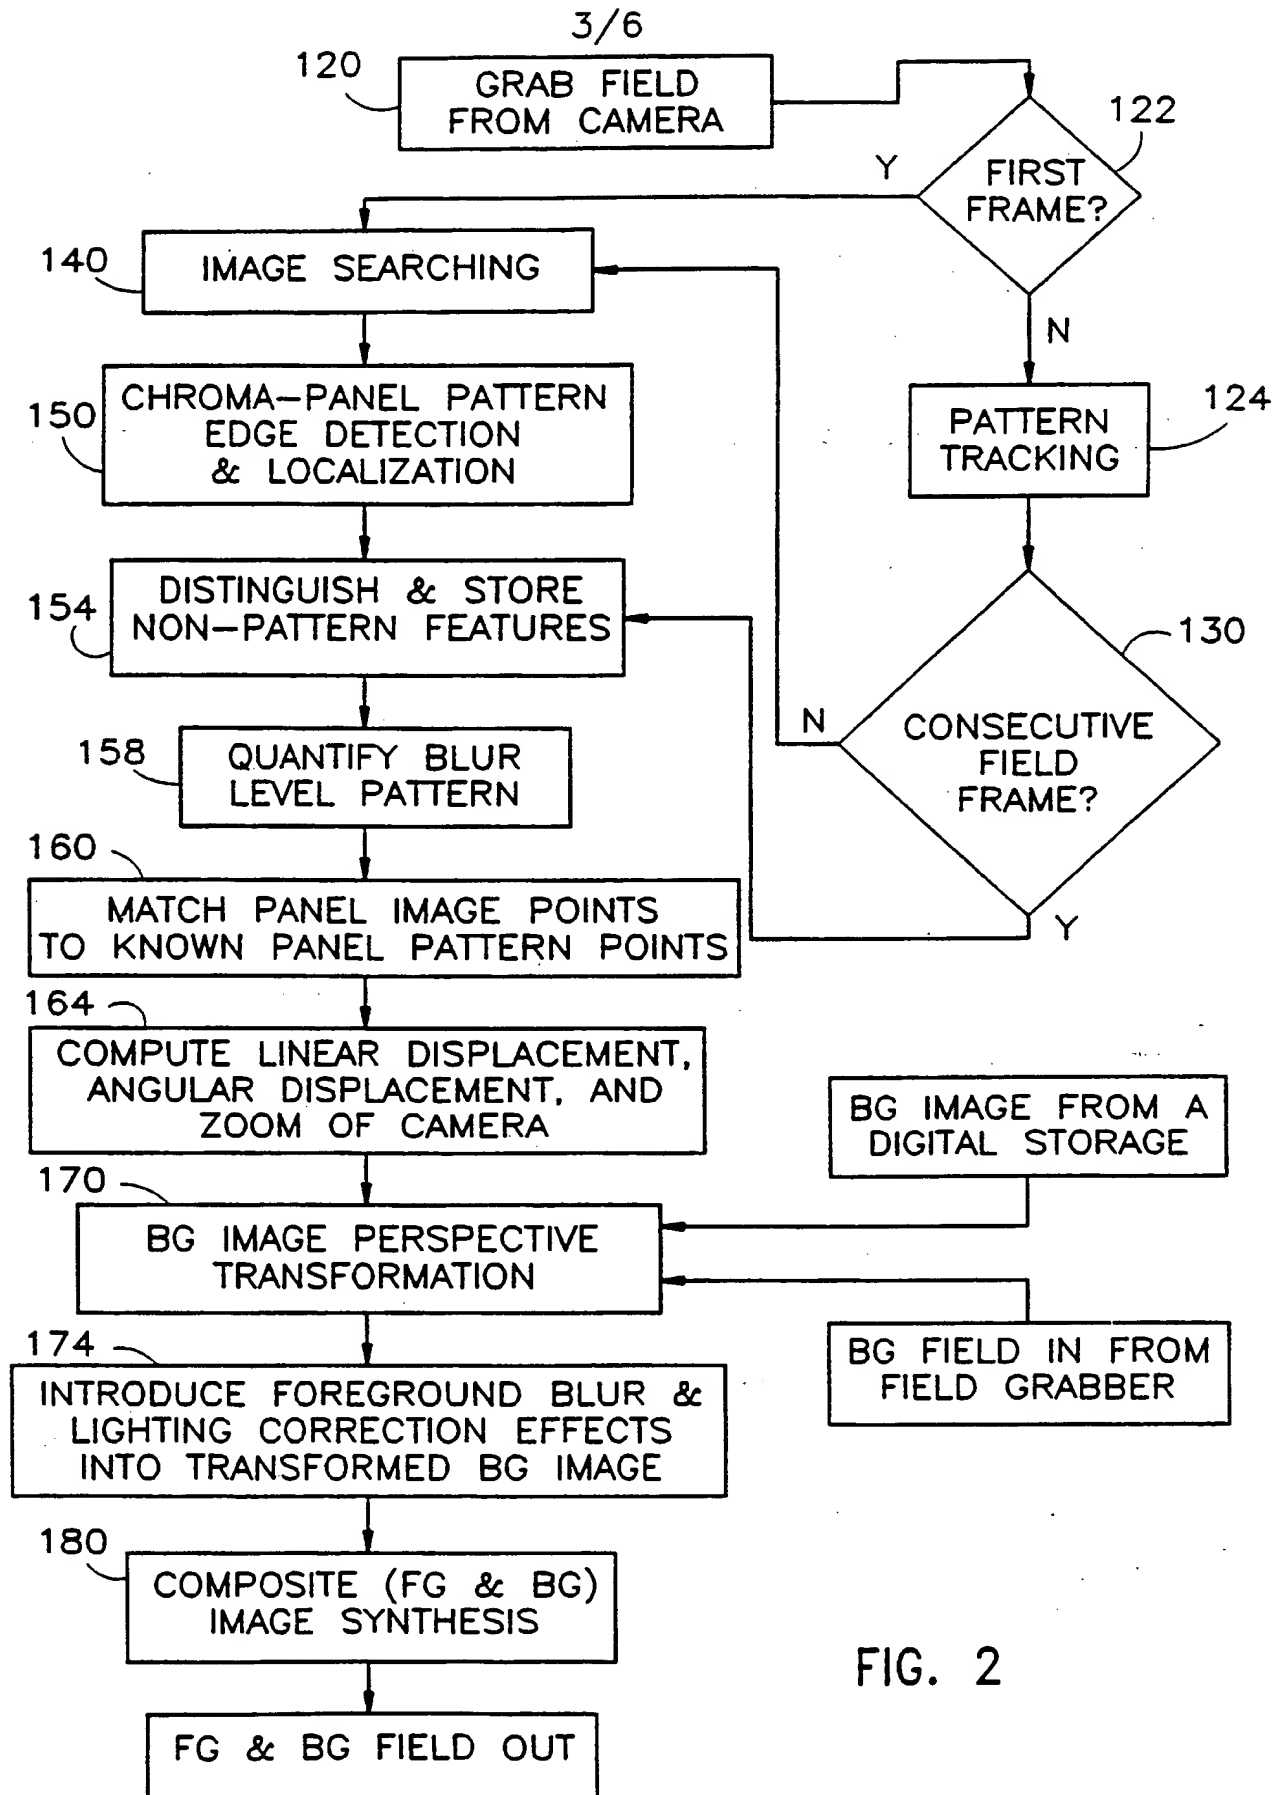 3/6
120
GRAB FIELD
FROM CAMERA
122
FIRST
FRAME?
Y
N
140
IMAGE SEARCHING
124
PATTERN
TRACKING
150
CHROMA-PANEL PATTERN
EDGE DETECTION
& LOCALIZATION
154
DISTINGUISH & STORE
NON-PATTERN FEATURES
130
CONSECUTIVE
FIELD
FRAME?
N
Y
158
QUANTIFY BLUR
LEVEL PATTERN
160
MATCH PANEL IMAGE POINTS
TO KNOWN PANEL PATTERN POINTS
164
COMPUTE LINEAR DISPLACEMENT,
ANGULAR DISPLACEMENT, AND
ZOOM OF CAMERA
BG IMAGE FROM A
DIGITAL STORAGE
170
BG IMAGE PERSPECTIVE
TRANSFORMATION
BG FIELD IN FROM
FIELD GRABBER
174
INTRODUCE FOREGROUND BLUR &
LIGHTING CORRECTION EFFECTS
INTO TRANSFORMED BG IMAGE
180
COMPOSITE (FG & BG)
IMAGE SYNTHESIS
FG & BG FIELD OUT
FIG. 2